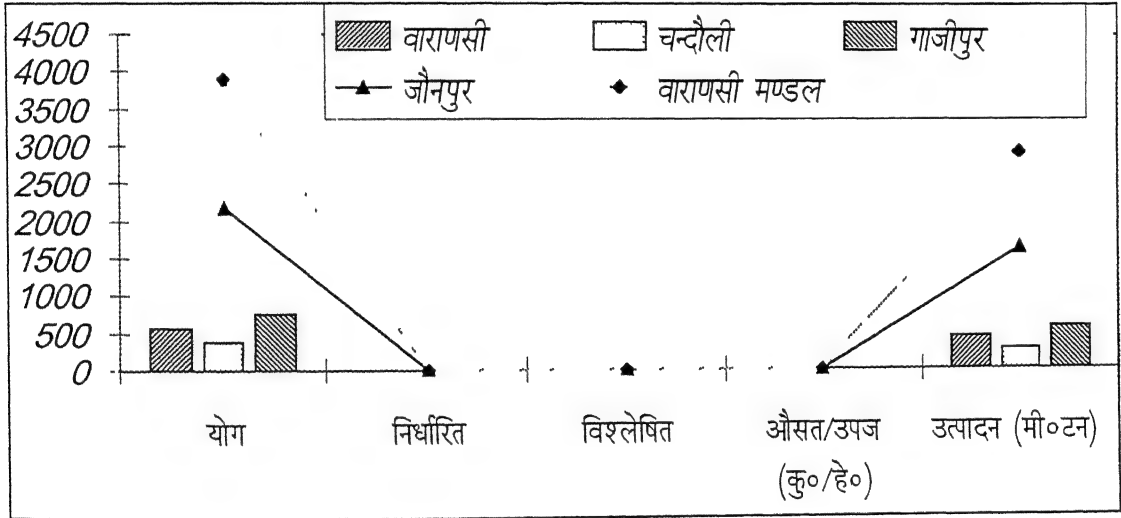 4500
4000
3500
3000
2500
2000
1500
1000
500
0
वाराणसी चन्दौली गाजीपुर
जौनपुर वाराणसी मण्डल
योग निर्धारित विश्लेषित औसत/उपज उत्पादन (मी०टन)
(कु०/हे०)